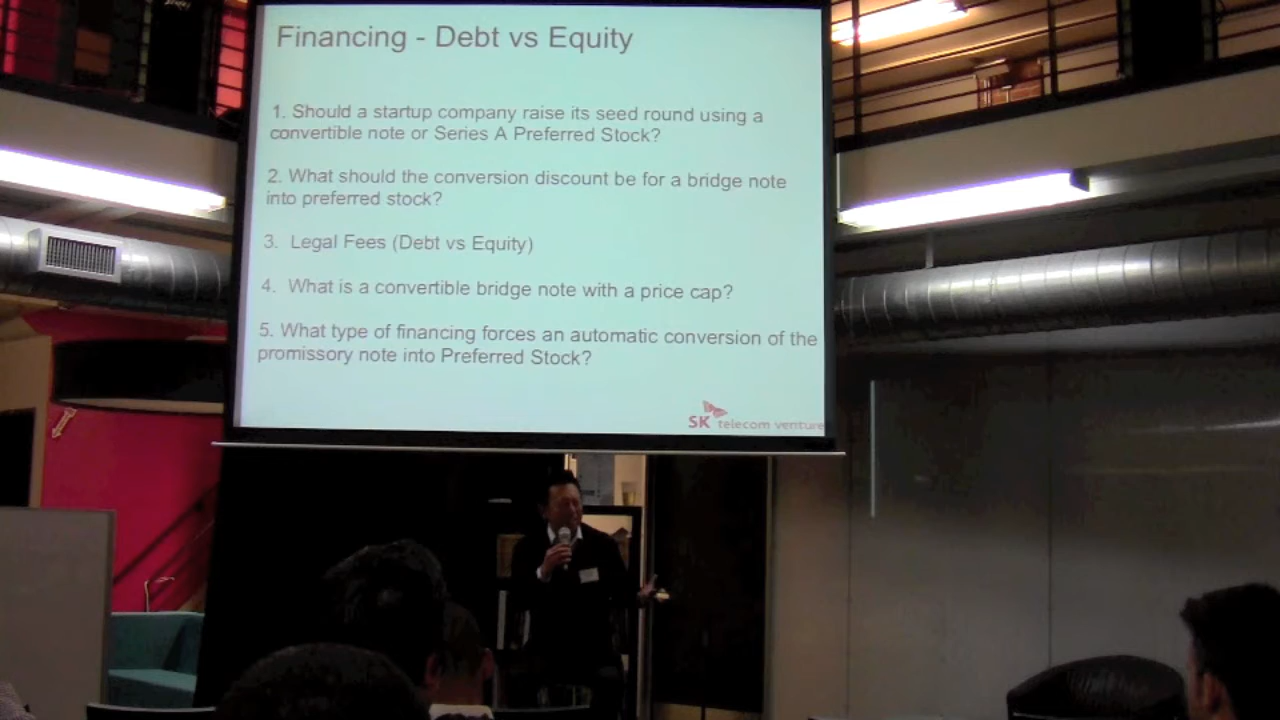 Financing - Debt vs Equity
1. Should a startup company raise its seed round using a
convertible note or Series A Preferred Stock?
2. What should the conversion discount be for a bridge note
into preferred stock?
3. Legal Fees (Debt vs Equity)
4. What is a convertible bridge note with a price cap?
5. What type of financing forces an automatic conversion of the
promissory note into Preferred Stock?
SK telecom venture